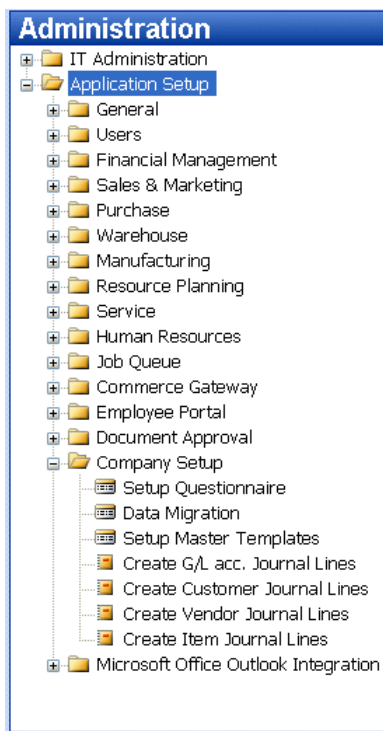 Administration
IT Administration
Application Setup
General
Users
Financial Management
Sales & Marketing
Purchase
Warehouse
Manufacturing
Resource Planning
Service
Human Resources
Job Queue
Commerce Gateway
Employee Portal
Document Approval
Company Setup
Setup Questionnaire
Data Migration
Setup Master Templates
Create G/L acc. Journal Lines
Create Customer Journal Lines
Create Vendor Journal Lines
Create Item Journal Lines
Microsoft Office Outlook Integration